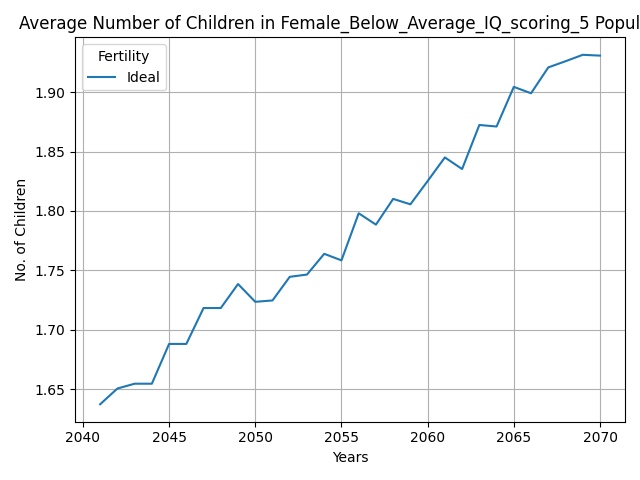 Average Number of Children in Female_Below_Average_IQ_scoring_5 Popul
Fertility
Ideal
No. of Children
1.90
1.85
1.80
1.75
1.70
1.65
2040 2045 2050 2055 2060 2065 2070
Years